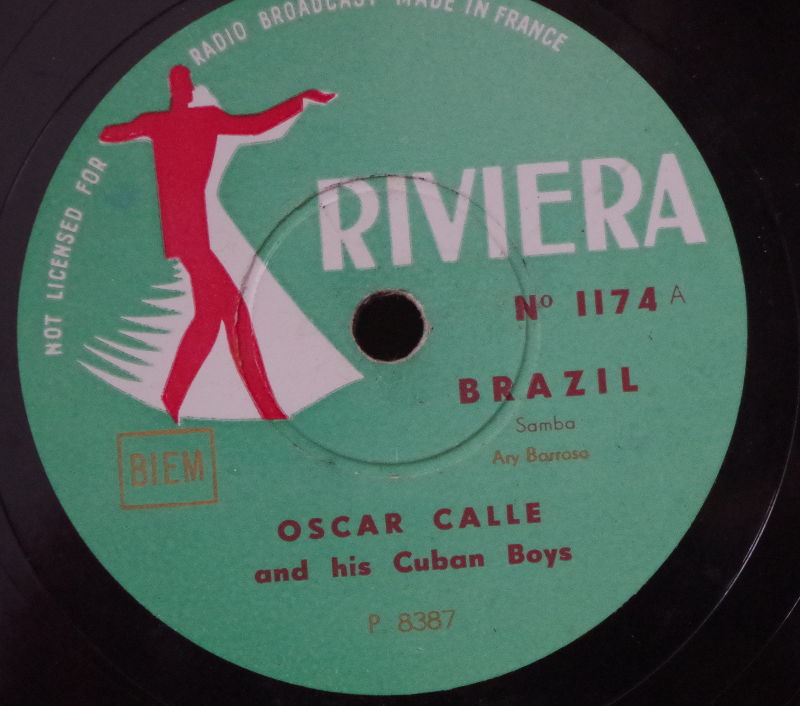 NOT LICENSED FOR RADIO BROADCAST MADE IN FRANCE
RIVIERA
Nº 1174 A
BRAZIL
Samba
Ary Barroso
BIEM
OSCAR CALLE
and his Cuban Boys
P. 8387